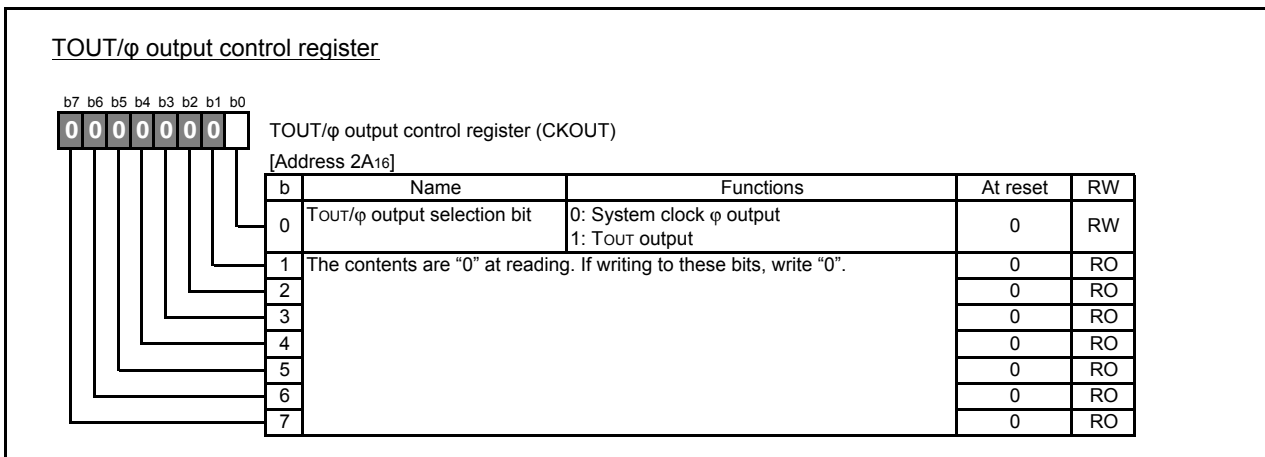 TOUT/φ output control register
b7 b6 b5 b4 b3 b2 b1 b0
0 0 0 0 0 0 0
TOUT/φ output control register (CKOUT)
[Address 2A16]
b Name Functions At reset RW
0 TOUT/φ output selection bit 0: System clock φ output 0 RW
1: TOUT output
1 The contents are “0” at reading. If writing to these bits, write “0”. 0 RO
2 0 RO
3 0 RO
4 0 RO
5 0 RO
6 0 RO
7 0 RO